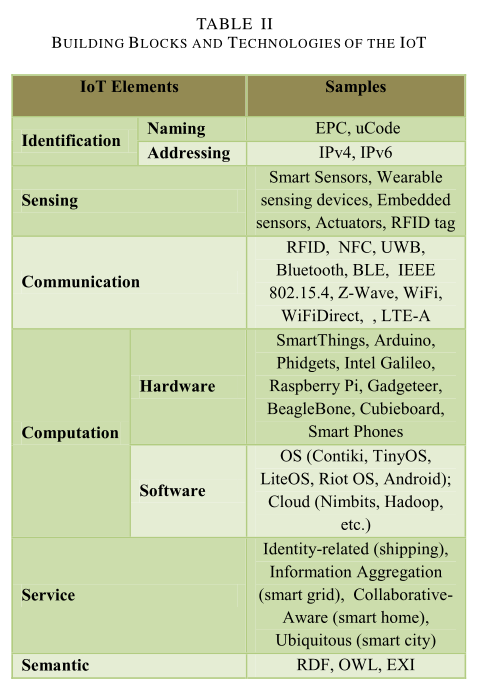 TABLE II
BUILDING BLOCKS AND TECHNOLOGIES OF THE IOT
IoT Elements
Samples
Identification
Naming
EPC, uCode
Addressing
IPv4, IPv6
Sensing
Smart Sensors, Wearable
sensing devices, Embedded
sensors, Actuators, RFID tag
Communication
RFID, NFC, UWB,
Bluetooth, BLE, IEEE
802.15.4, Z-Wave, WiFi,
WiFiDirect, , LTE-A
Computation
Hardware
SmartThings, Arduino,
Phidgets, Intel Galileo,
Raspberry Pi, Gadgeteer,
BeagleBone, Cubieboard,
Smart Phones
Software
OS (Contiki, TinyOS,
LiteOS, Riot OS, Android);
Cloud (Nimbits, Hadoop,
etc.)
Service
Identity-related (shipping),
Information Aggregation
(smart grid), Collaborative-
Aware (smart home),
Ubiquitous (smart city)
Semantic
RDF, OWL, EXI